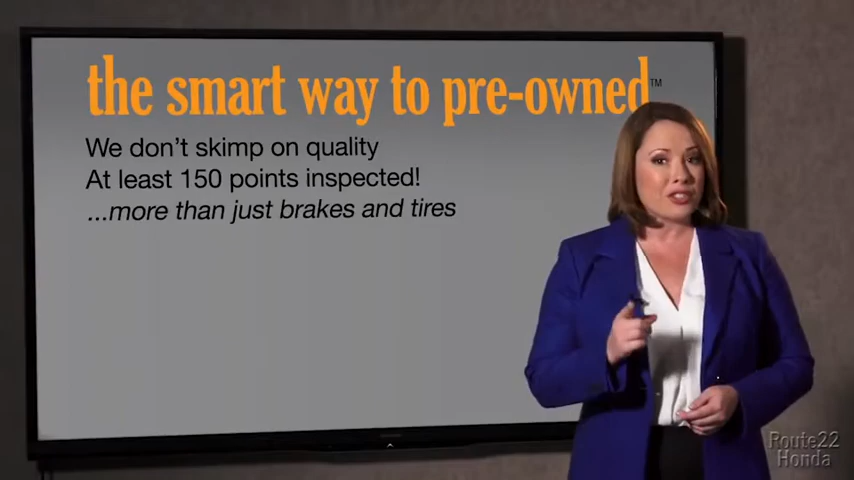 the smart way to pre-owned™
We don't skimp on quality
At least 150 points inspected!
...more than just brakes and tires
Route22
Honda